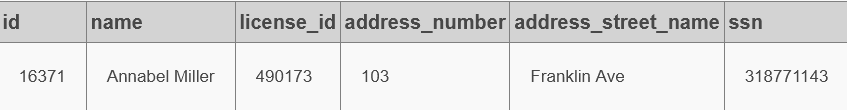 id name license_id address_number address_street_name ssn
16371 Annabel Miller 490173 103 Franklin Ave 318771143